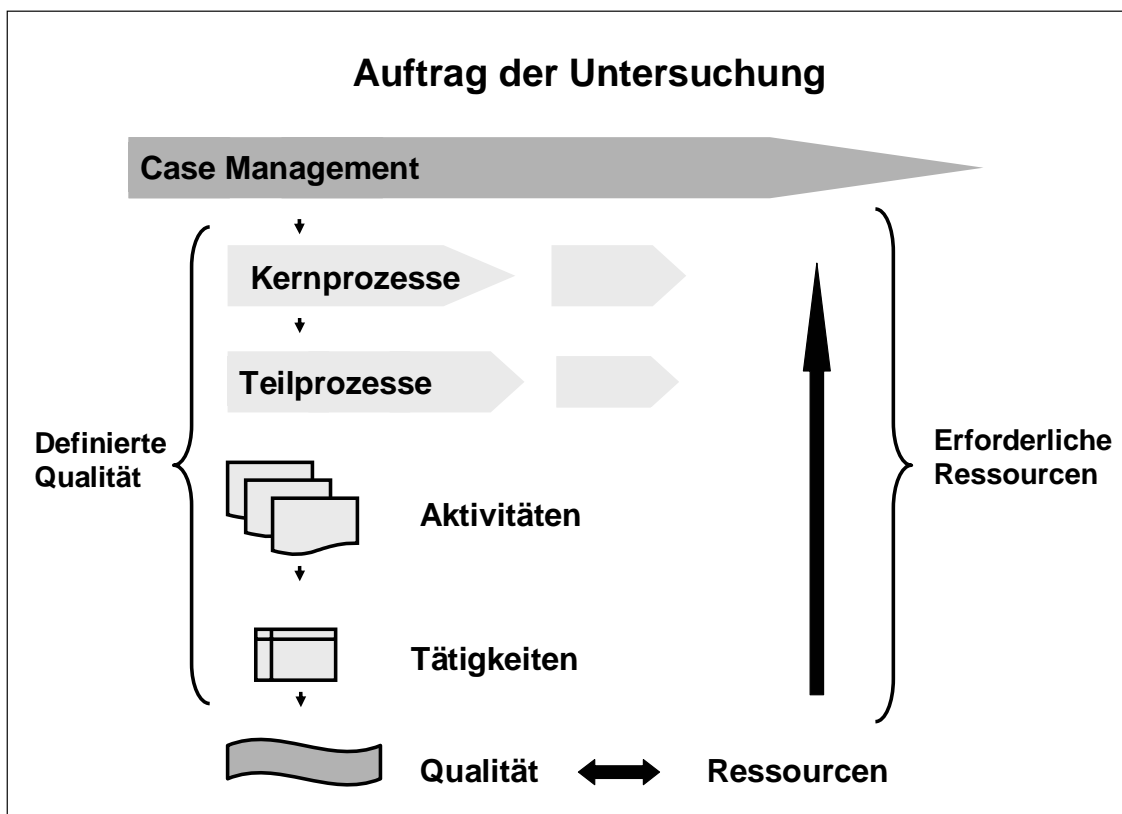 Auftrag der Untersuchung
Case Management
Kernprozesse
Teilprozesse
Definierte
Qualität
Erforderliche
Ressourcen
Aktivitäten
Tätigkeiten
Qualität
Ressourcen